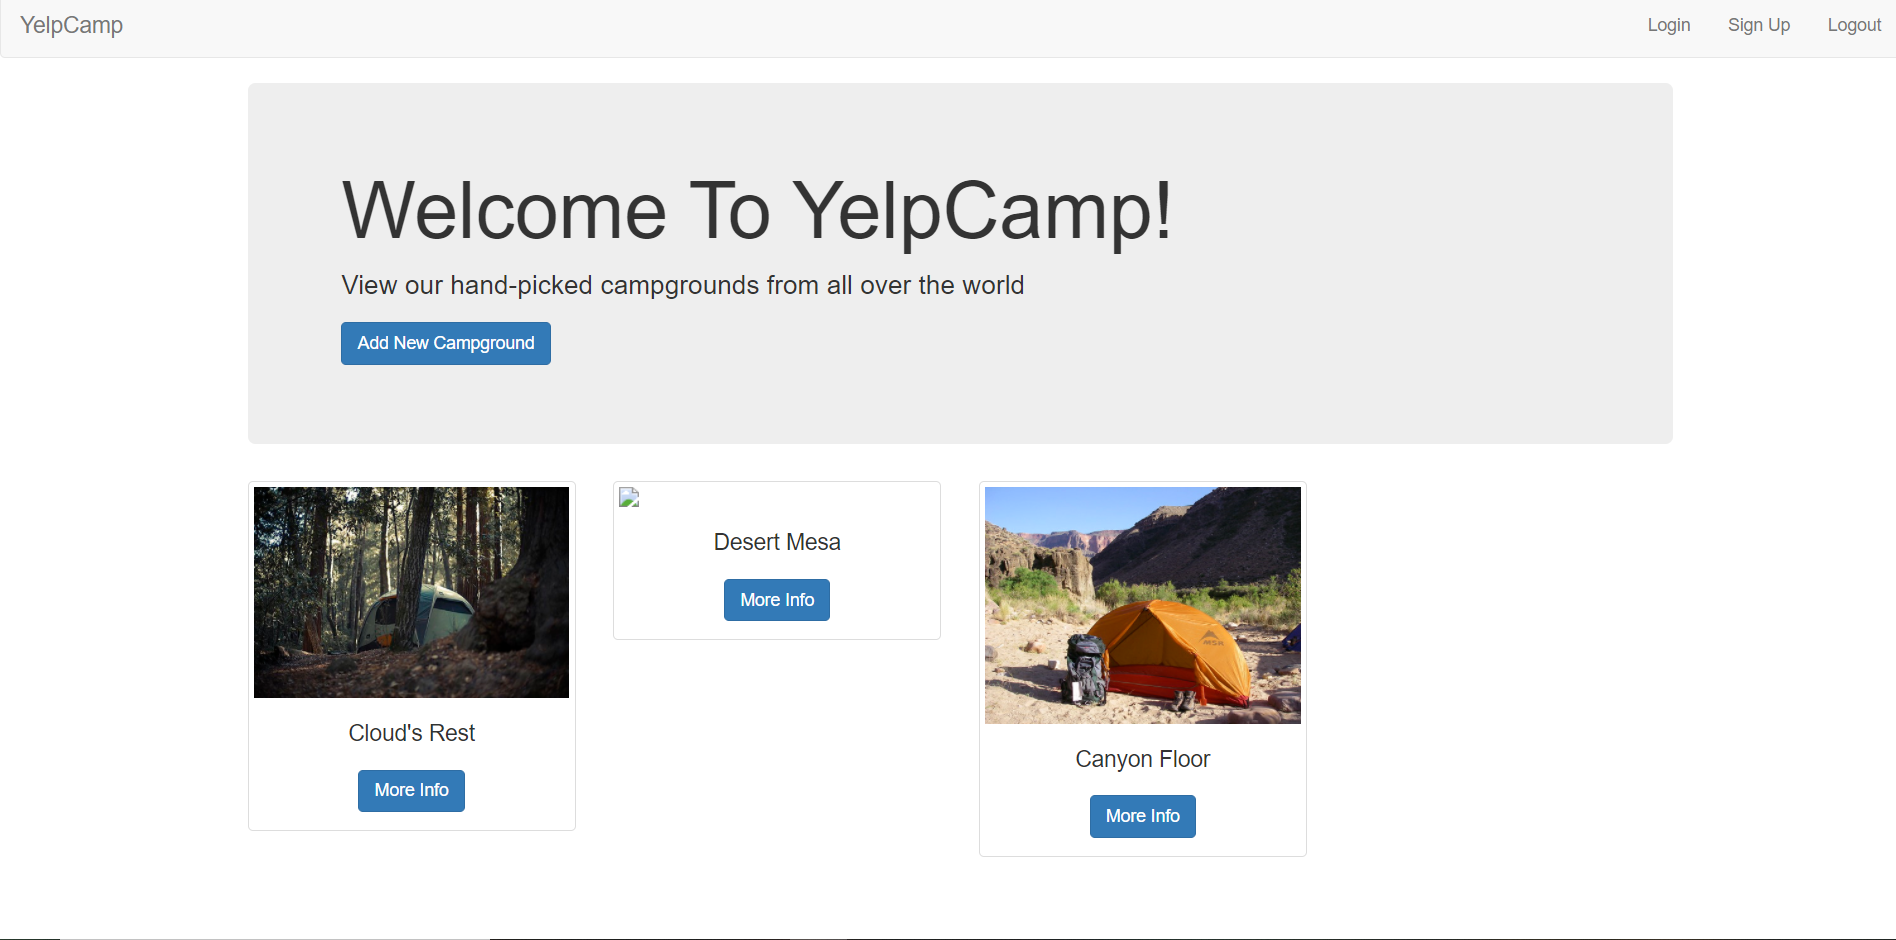 YelpCamp
Login
Sign Up
Logout
Welcome To YelpCamp!
View our hand-picked campgrounds from all over the world
Add New Campground
Cloud's Rest
More Info
Desert Mesa
More Info
MSR
Canyon Floor
More Info